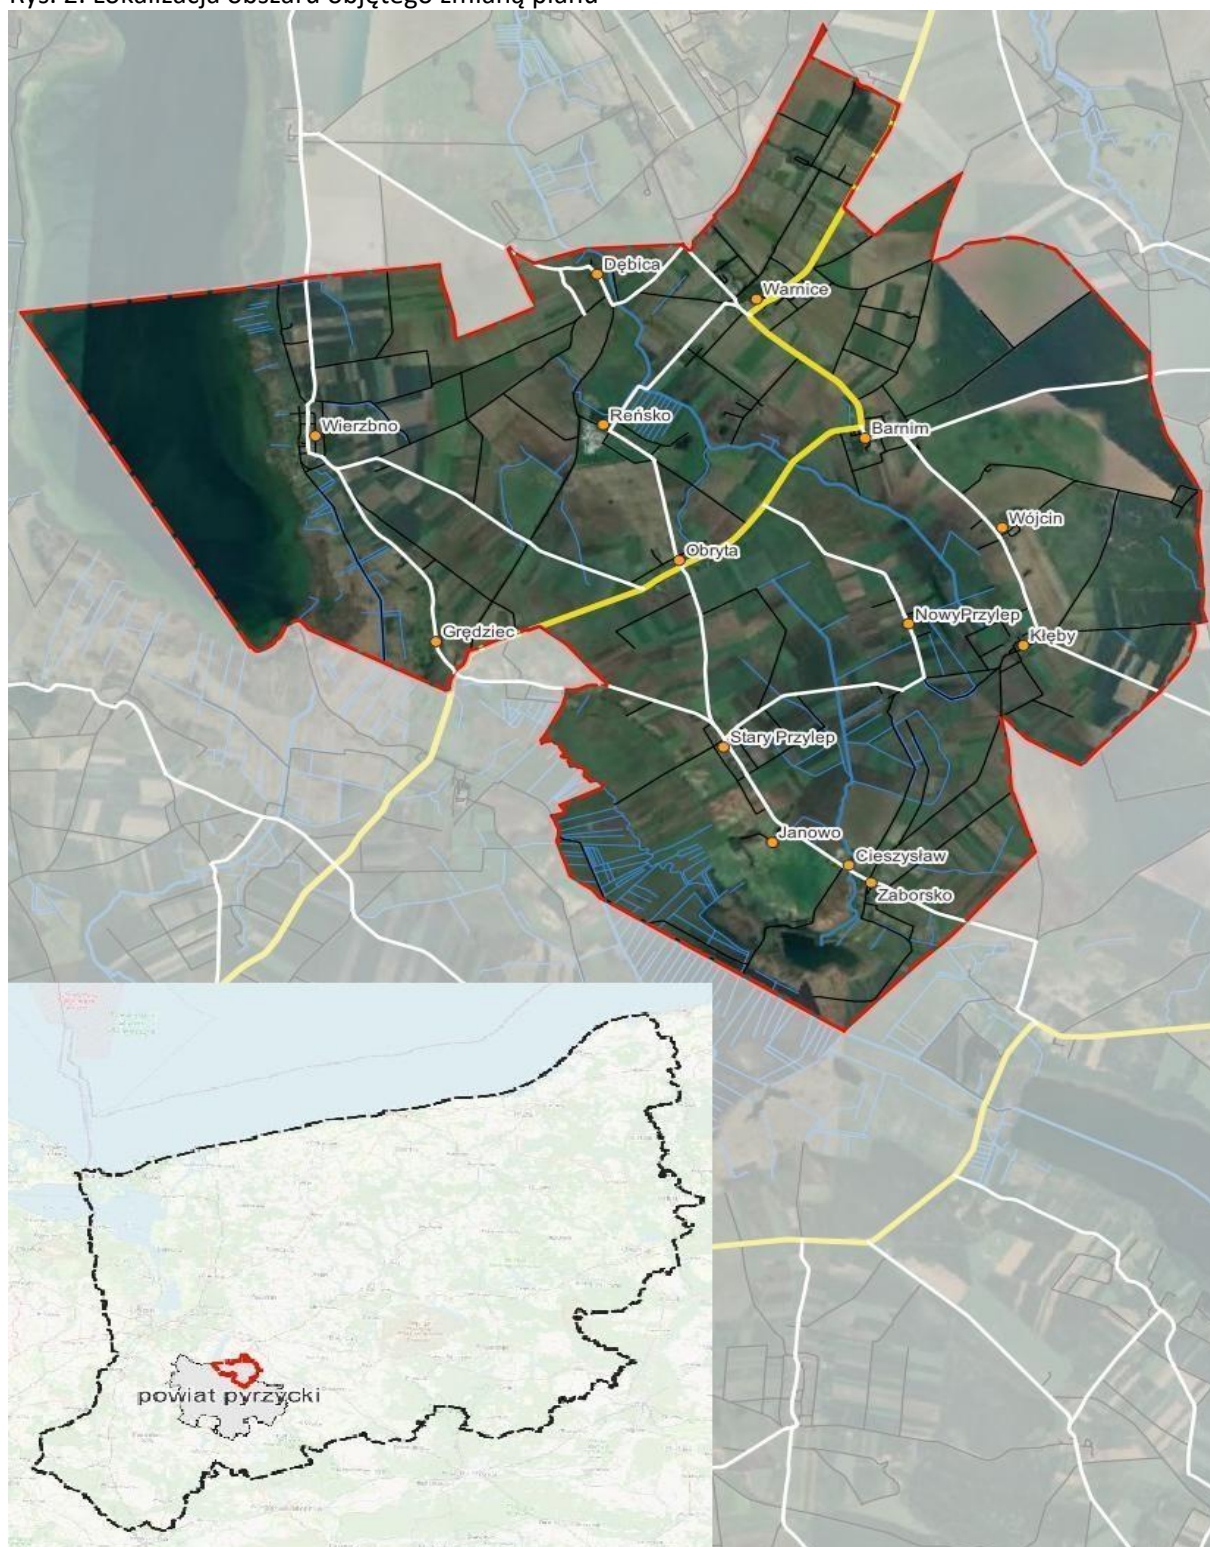 Rys. 2. Lokalizacja obszaru objętego zmianą planu
Dębica
Warnice
Reńsko
Wierzbno
Barnim
Wójcin
Obryta
NowyPrzylep
Grędziec
Kłęby
Stary Przylep
Janowo
Cieszysław
Zaborsko
powiat pyrzycki